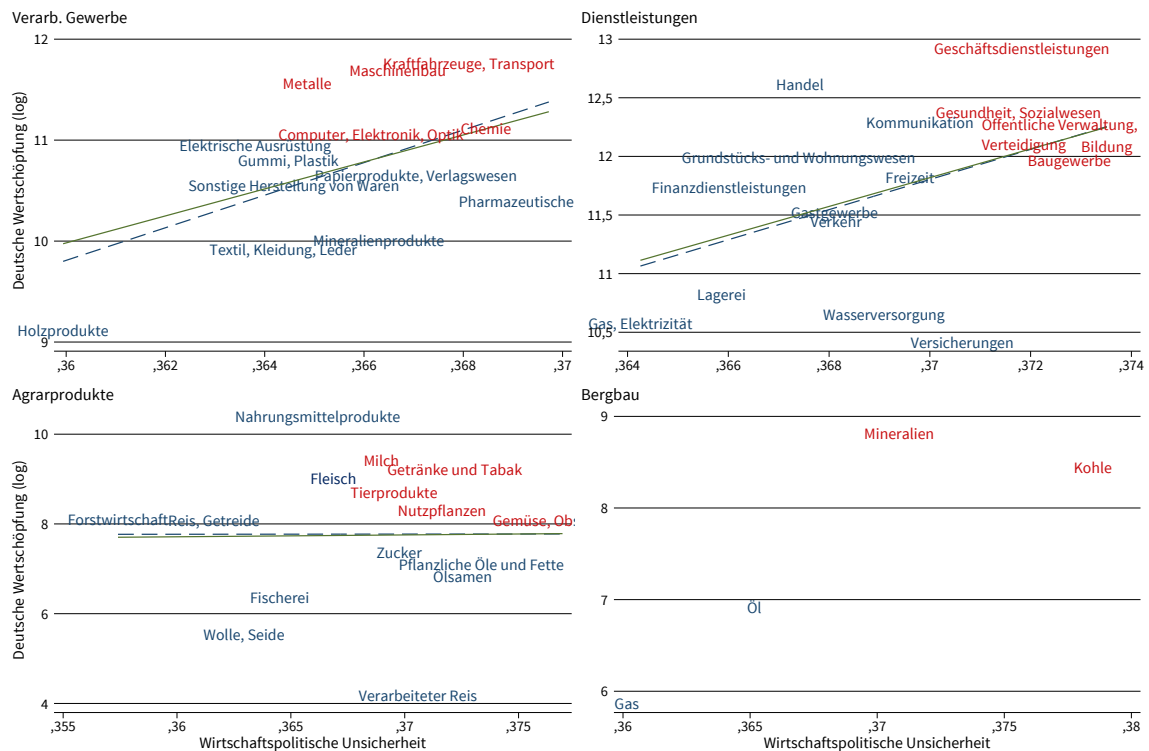 Verarb. Gewerbe
12
Kraftfahrzeuge, Transport
Maschinenbau
Metalle
Chemie
Computer, Elektronik, Optik
11
Elektrische Ausrüstung
Gummi, Plastik
Papierprodukte, Verlagswesen
Sonstige Herstellung von Waren
Pharmazeutische
Mineralienprodukte
10
Textil, Kleidung, Leder
Holzprodukte
9
Deutsche Wertschöpfung (log)
,36
,362
,364
,366
,368
,37
Dienstleistungen
13
Geschäftsdienstleistungen
Handel
12,5
Gesundheit, Sozialwesen
Kommunikation
Öffentliche Verwaltung,
Verteidigung
Bildung
12
Grundstücks- und Wohnungswesen
Baugewerbe
Freizeit
Finanzdienstleistungen
11,5
Gastgewerbe
Verkehr
11
Lagerei
Wasserversorgung
Gas, Elektrizität
10,5
Versicherungen
,364
,366
,368
,37
,372
,374
Agrarprodukte
Nahrungsmittelprodukte
10
Milch
Getränke und Tabak
Fleisch
Tierprodukte
Nutzpflanzen
8
Forstwirtschaft
Reis, Getreide
Gemüse, Obs
Zucker
Pflanzliche Öle und Fette
Ölsamen
Fischerei
6
Wolle, Seide
Verarbeiteter Reis
4
Deutsche Wertschöpfung (log)
,355
,36
,365
,37
,375
Wirtschaftspolitische Unsicherheit
Bergbau
9
Mineralien
Kohle
8
7
Öl
6
Gas
,36
,365
,37
,375
,38
Wirtschaftspolitische Unsicherheit